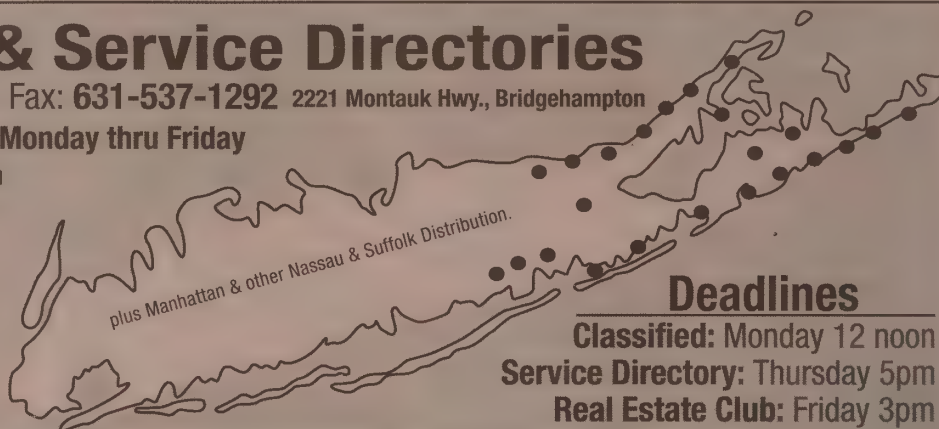 & Service Directories
Fax: 631-537-1292 2221 Montauk Hwy., Bridgehampton
Monday thru Friday
plus Manhattan & other Nassau & Suffolk Distribution.
Deadlines
Classified: Monday 12 noon
Service Directory: Thursday 5pm
Real Estate Club: Friday 3pm